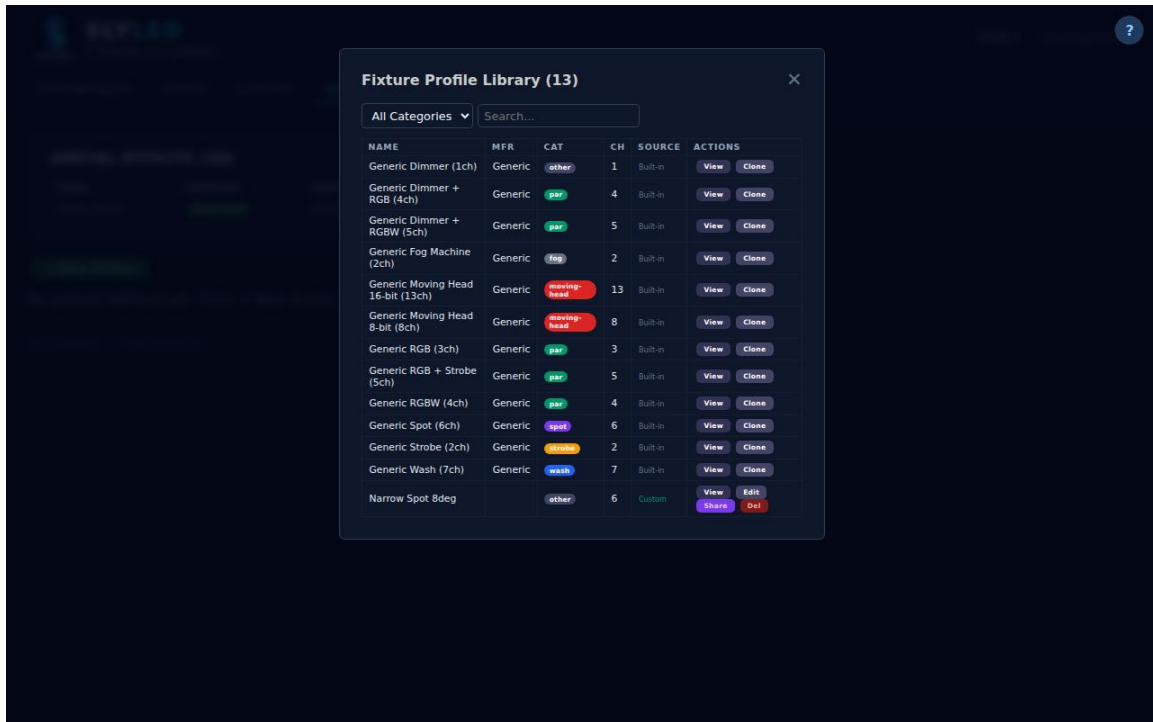 SLYLED
?
Fixture Profile Library (13)
✕
All Categories
Search...
NAME MFR CAT CH SOURCE ACTIONS
Generic Dimmer (1ch) Generic other 1 Built-in View Clone
Generic Dimmer +
RGB (4ch) Generic par 4 Built-in View Clone
Generic Dimmer +
RGBW (5ch) Generic par 5 Built-in View Clone
Generic Fog Machine
(2ch) Generic fog 2 Built-in View Clone
Generic Moving Head
16-bit (13ch) Generic moving-
head 13 Built-in View Clone
Generic Moving Head
8-bit (8ch) Generic moving-
head 8 Built-in View Clone
Generic RGB (3ch) Generic par 3 Built-in View Clone
Generic RGB + Strobe
(5ch) Generic par 5 Built-in View Clone
Generic RGBW (4ch) Generic par 4 Built-in View Clone
Generic Spot (6ch) Generic spot 6 Built-in View Clone
Generic Strobe (2ch) Generic strobe 2 Built-in View Clone
Generic Wash (7ch) Generic wash 7 Built-in View Clone
Narrow Spot 8deg other 6 Custom View Edit
Share Del